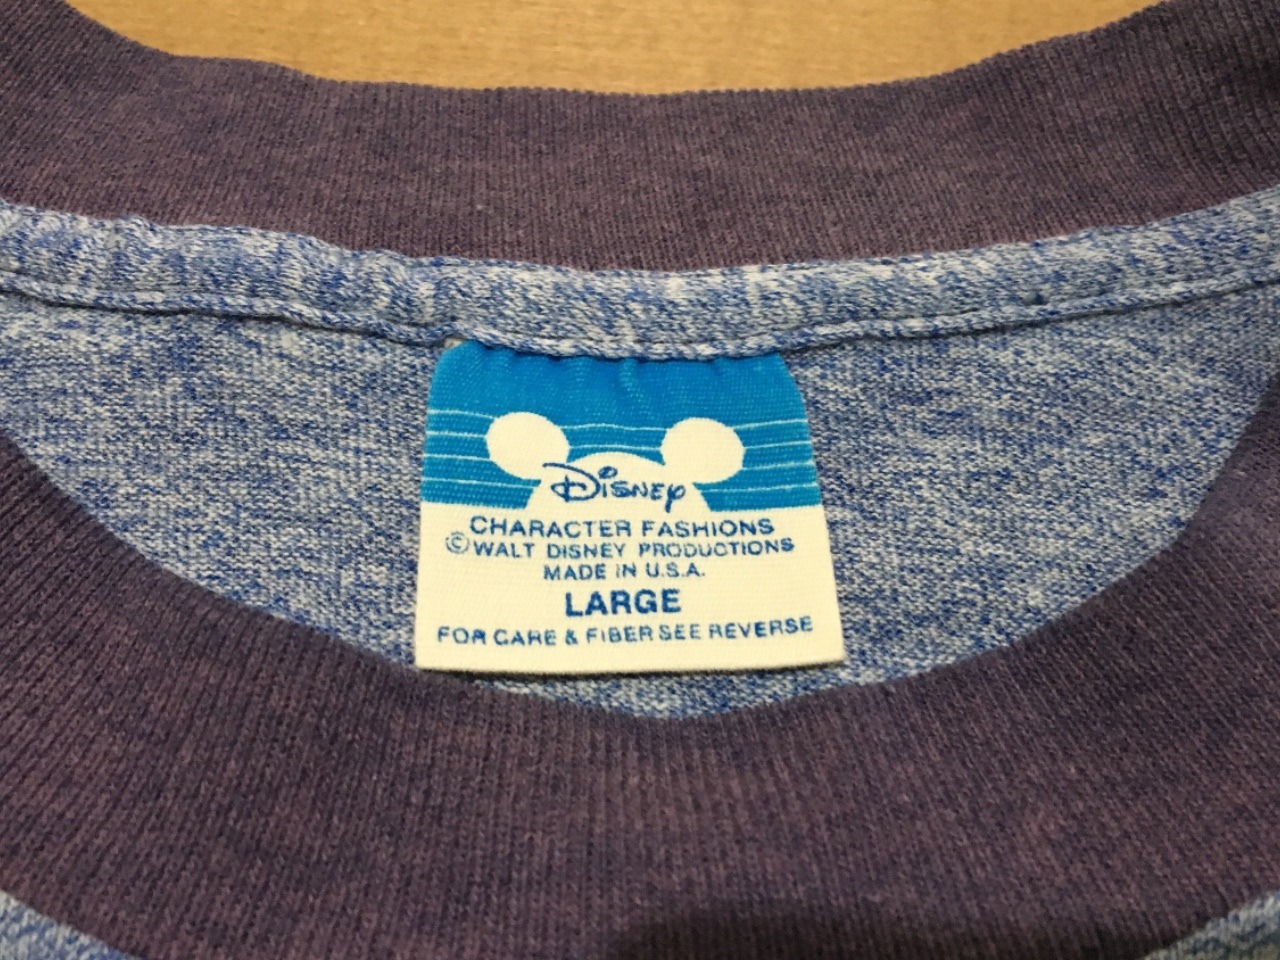 Disney
CHARACTER FASHIONS
©WALT DISNEY PRODUCTIONS
MADE IN U.S.A.
LARGE
FOR CARE & FIBER SEE REVERSE